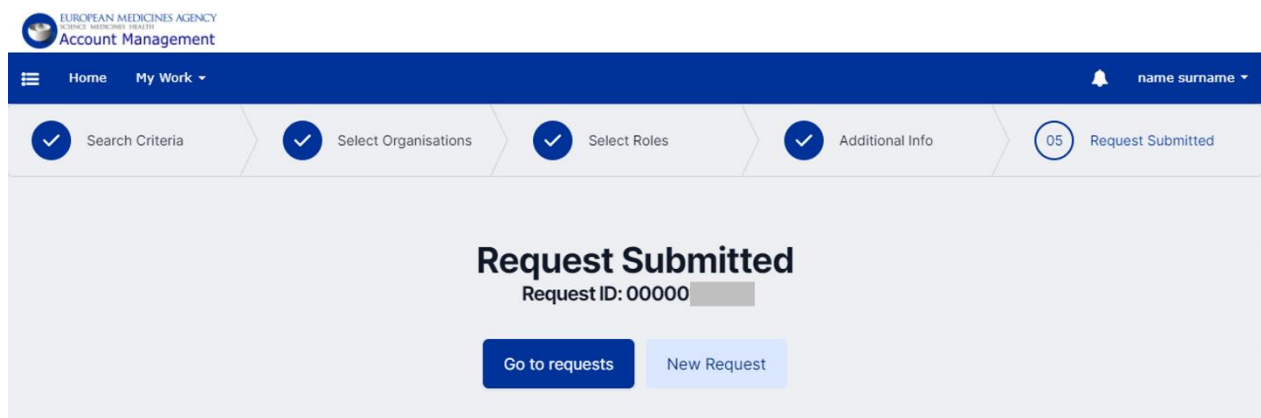 EUROPEAN MEDICINES AGENCY
SCIENCE MEDICINES HEALTH
Account Management
Home My Work name surname
Search Criteria Select Organisations Select Roles Additional Info 05 Request Submitted
Request Submitted
Request ID: 00000
Go to requests New Request